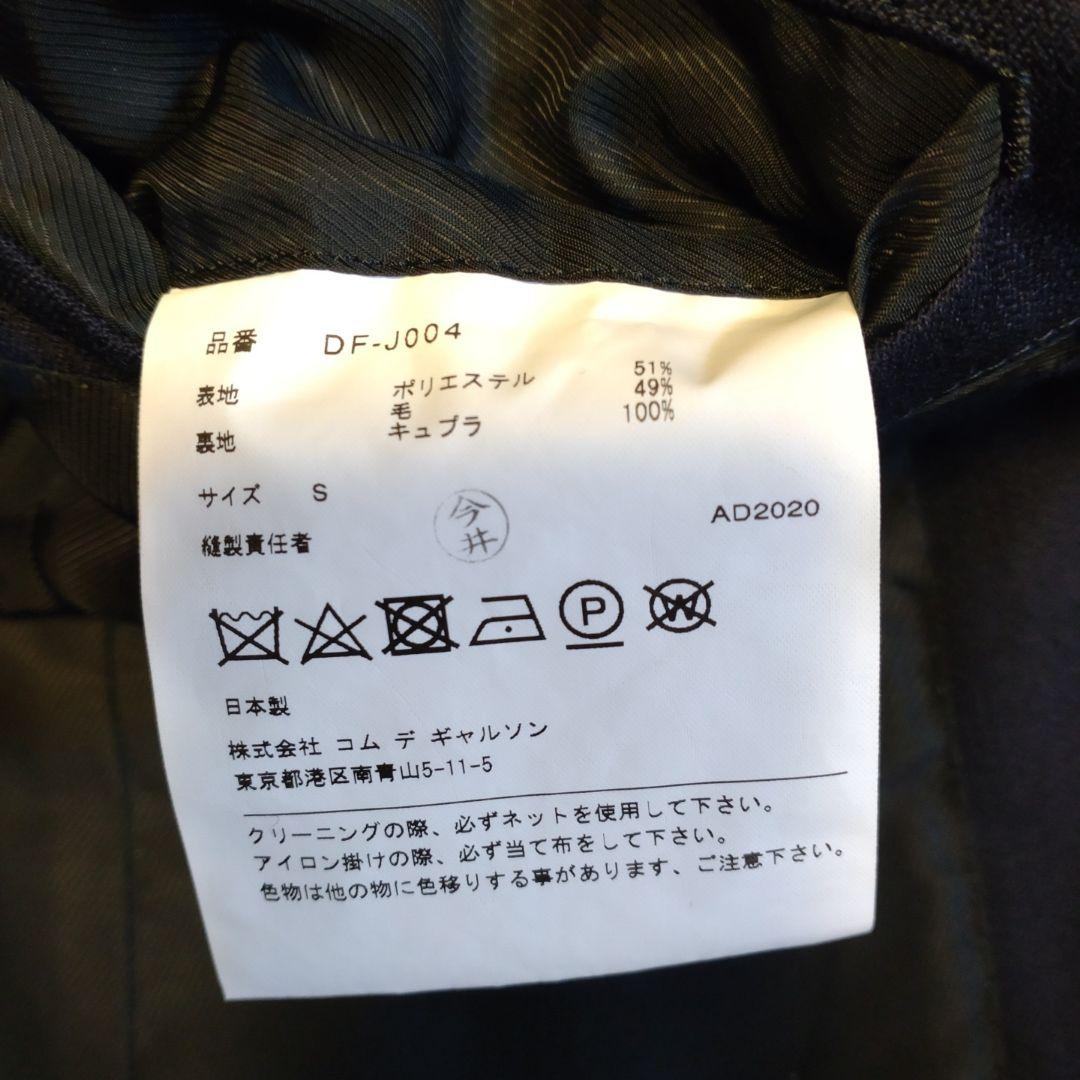 品番 DF-J004
表地 ポリエステル 51%
毛 49%
裏地 キュプラ 100%
サイズ S
縫製責任者 今井
AD2020
P W
日本製
株式会社 コム デ ギャルソン
東京都港区南青山5-11-5
クリーニングの際、必ずネットを使用して下さい。
アイロン掛けの際、必ず当て布をして下さい。
色物は他の物に色移りする事があります、ご注意下さい。